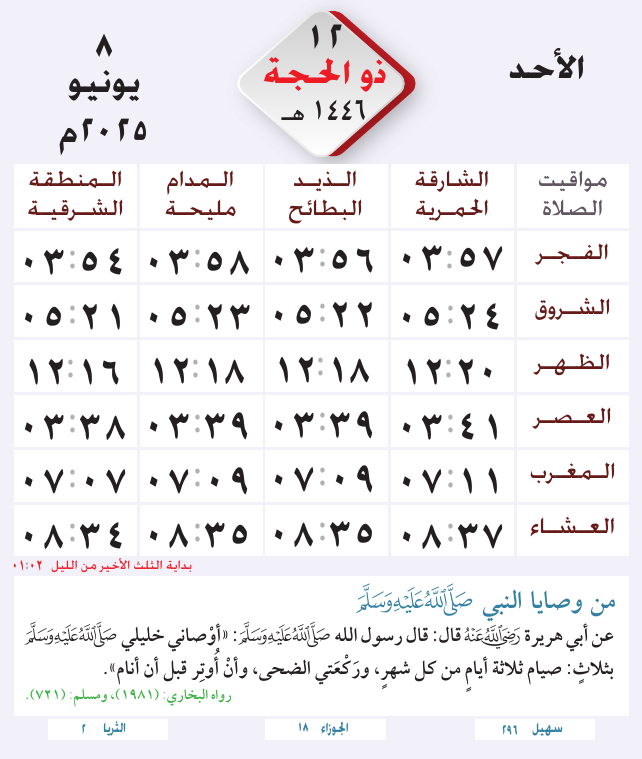 الأحد
١٢
ذو الحجة
١٤٤٦ هـ
٨
يونيو
٢٠٢٥م
مواقيت الصلاة الشارقة الحمرية الذيد البطائح المدام مليحة المنطقة الشرقية
الفجر ٠٣:٥٧ ٠٣:٥٦ ٠٣:٥٨ ٠٣:٥٤
الشروق ٠٥:٢٤ ٠٥:٢٢ ٠٥:٢٣ ٠٥:٢١
الظهر ١٢:٢٠ ١٢:١٨ ١٢:١٨ ١٢:١٦
العصر ٠٣:٤١ ٠٣:٣٩ ٠٣:٣٩ ٠٣:٣٨
المغرب ٠٧:١١ ٠٧:٠٩ ٠٧:٠٩ ٠٧:٠٧
العشاء ٠٨:٣٧ ٠٨:٣٥ ٠٨:٣٥ ٠٨:٣٤
بداية الثلث الأخير من الليل ٠١:٠٢
من وصايا النبي ﷺ
عن أبي هريرة رَضِيَ اللَّهُ عَنْهُ قال: قال رسول الله ﷺ: «أوْصاني خليلي ﷺ
بثلاثٍ: صيام ثلاثة أيامٍ من كل شهرٍ، وركْعَتي الضحى، وأنْ أُوتِر قبل أن أنام».
رواه البخاري: (١٩٨١)، ومسلم: (٧٢١).
سهيل ٢٩٦ الجوزاء ١٨ الثريا ٢